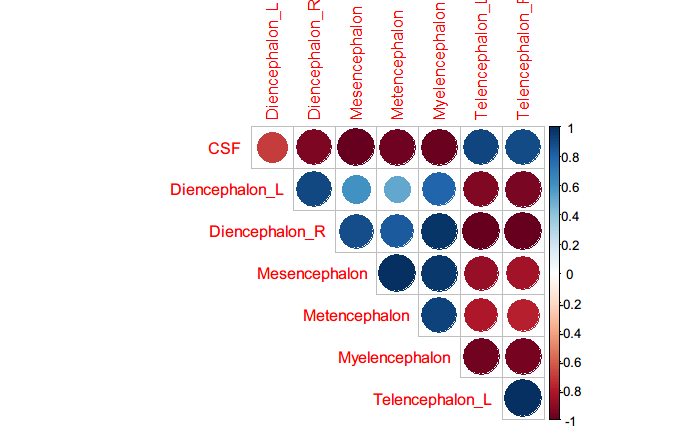 Diencephalon_L
Diencephalon_R
Mesencephalon
Metencephalon
Myelencephalon
Telencephalon_L
Telencephalon_R
CSF
Diencephalon_L
Diencephalon_R
Mesencephalon
Metencephalon
Myelencephalon
Telencephalon_L
1
0.8
0.6
0.4
0.2
0
-0.2
-0.4
-0.6
-0.8
-1